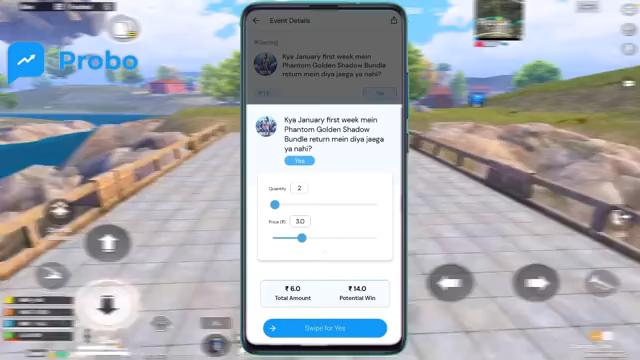 Event Details
Probo
Kya January first week mein
Phantom Golden Shadow Bundle
return mein diya jaega ya nahi?
Kya January first week mein
Phantom Golden Shadow
Bundle return mein diya jaega
ya nahi?
Yes
Quantity
2
Price (₹)
3.0
₹ 6.0
₹ 14.0
Total Amount
Potential Win
Swipe for Yes